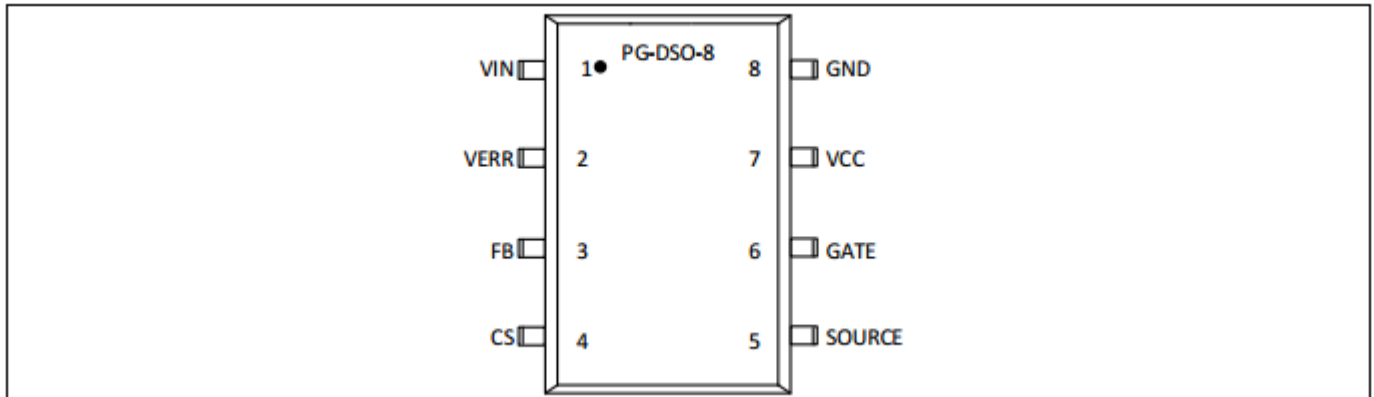 PG-DSO-8
VIN 1 8 GND
VERR 2 7 VCC
FB 3 6 GATE
CS 4 5 SOURCE